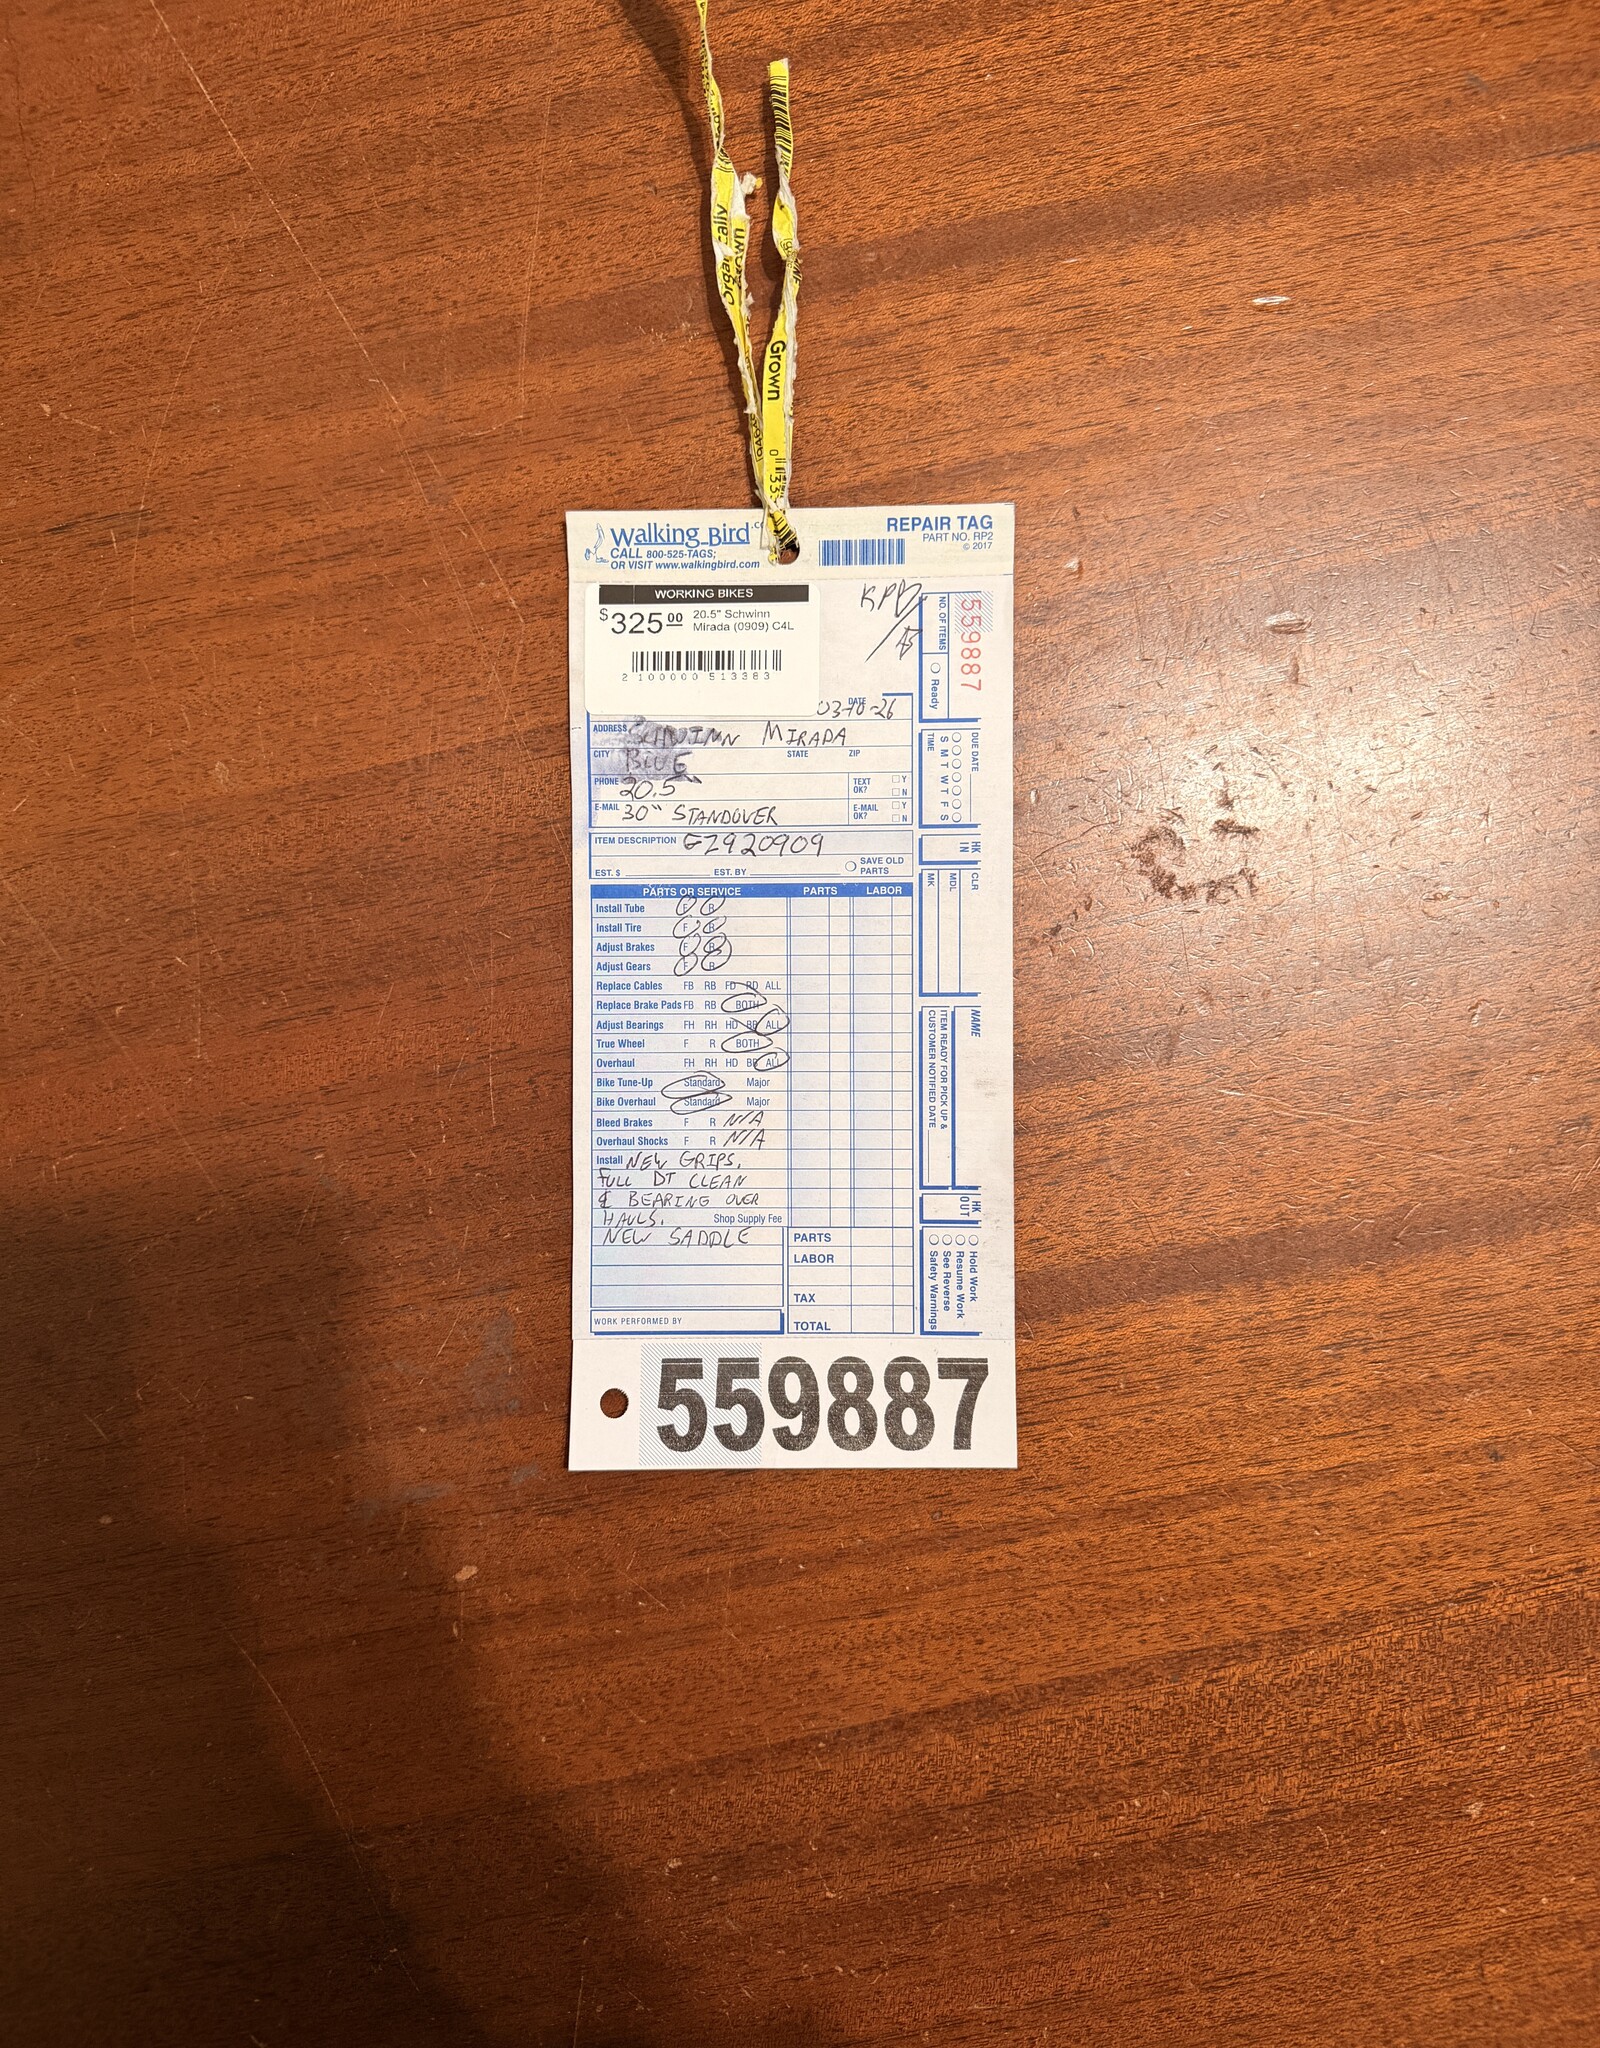 Organically
Grown
Grown
Walking Bird
CALL 800-525-TAGS;
OR VISIT www.walkingbird.com
REPAIR TAG
PART NO. RP2
© 2017
WORKING BIKES
$325.00 20.5" Schwinn
Mirada (0909) C4L
2 100000 513383
559887
NO. OF ITEMS
Ready
DATE 03-10-26
ADDRESS SCHWINN MIRADA
CITY BLUE STATE ZIP
PHONE 20.5" TEXT OK? Y N
E-MAIL 30" STANDOVER E-MAIL OK? Y N
ITEM DESCRIPTION GZ920909
EST. $ EST. BY SAVE OLD PARTS
DUE DATE
S M T W T F S
TIME
HK IN
CLR
MDL
MK
NAME
ITEM READY FOR PICK UP &
CUSTOMER NOTIFIED DATE
HK OUT
Hold Work
Resume Work
See Reverse
Safety Warnings
PARTS OR SERVICE PARTS LABOR
Install Tube F R
Install Tire F R
Adjust Brakes F R
Adjust Gears F R
Replace Cables FB RB FD RD ALL
Replace Brake Pads FB RB BOTH
Adjust Bearings FH RH HD BB ALL
True Wheel F R BOTH
Overhaul FH RH HD BB ALL
Bike Tune-Up Standard Major
Bike Overhaul Standard Major
Bleed Brakes F R N/A
Overhaul Shocks F R N/A
Install NEW GRIPS,
FULL DT CLEAN
& BEARING OVER
HAULS. Shop Supply Fee
NEW SADDLE PARTS
LABOR
TAX
WORK PERFORMED BY TOTAL
559887